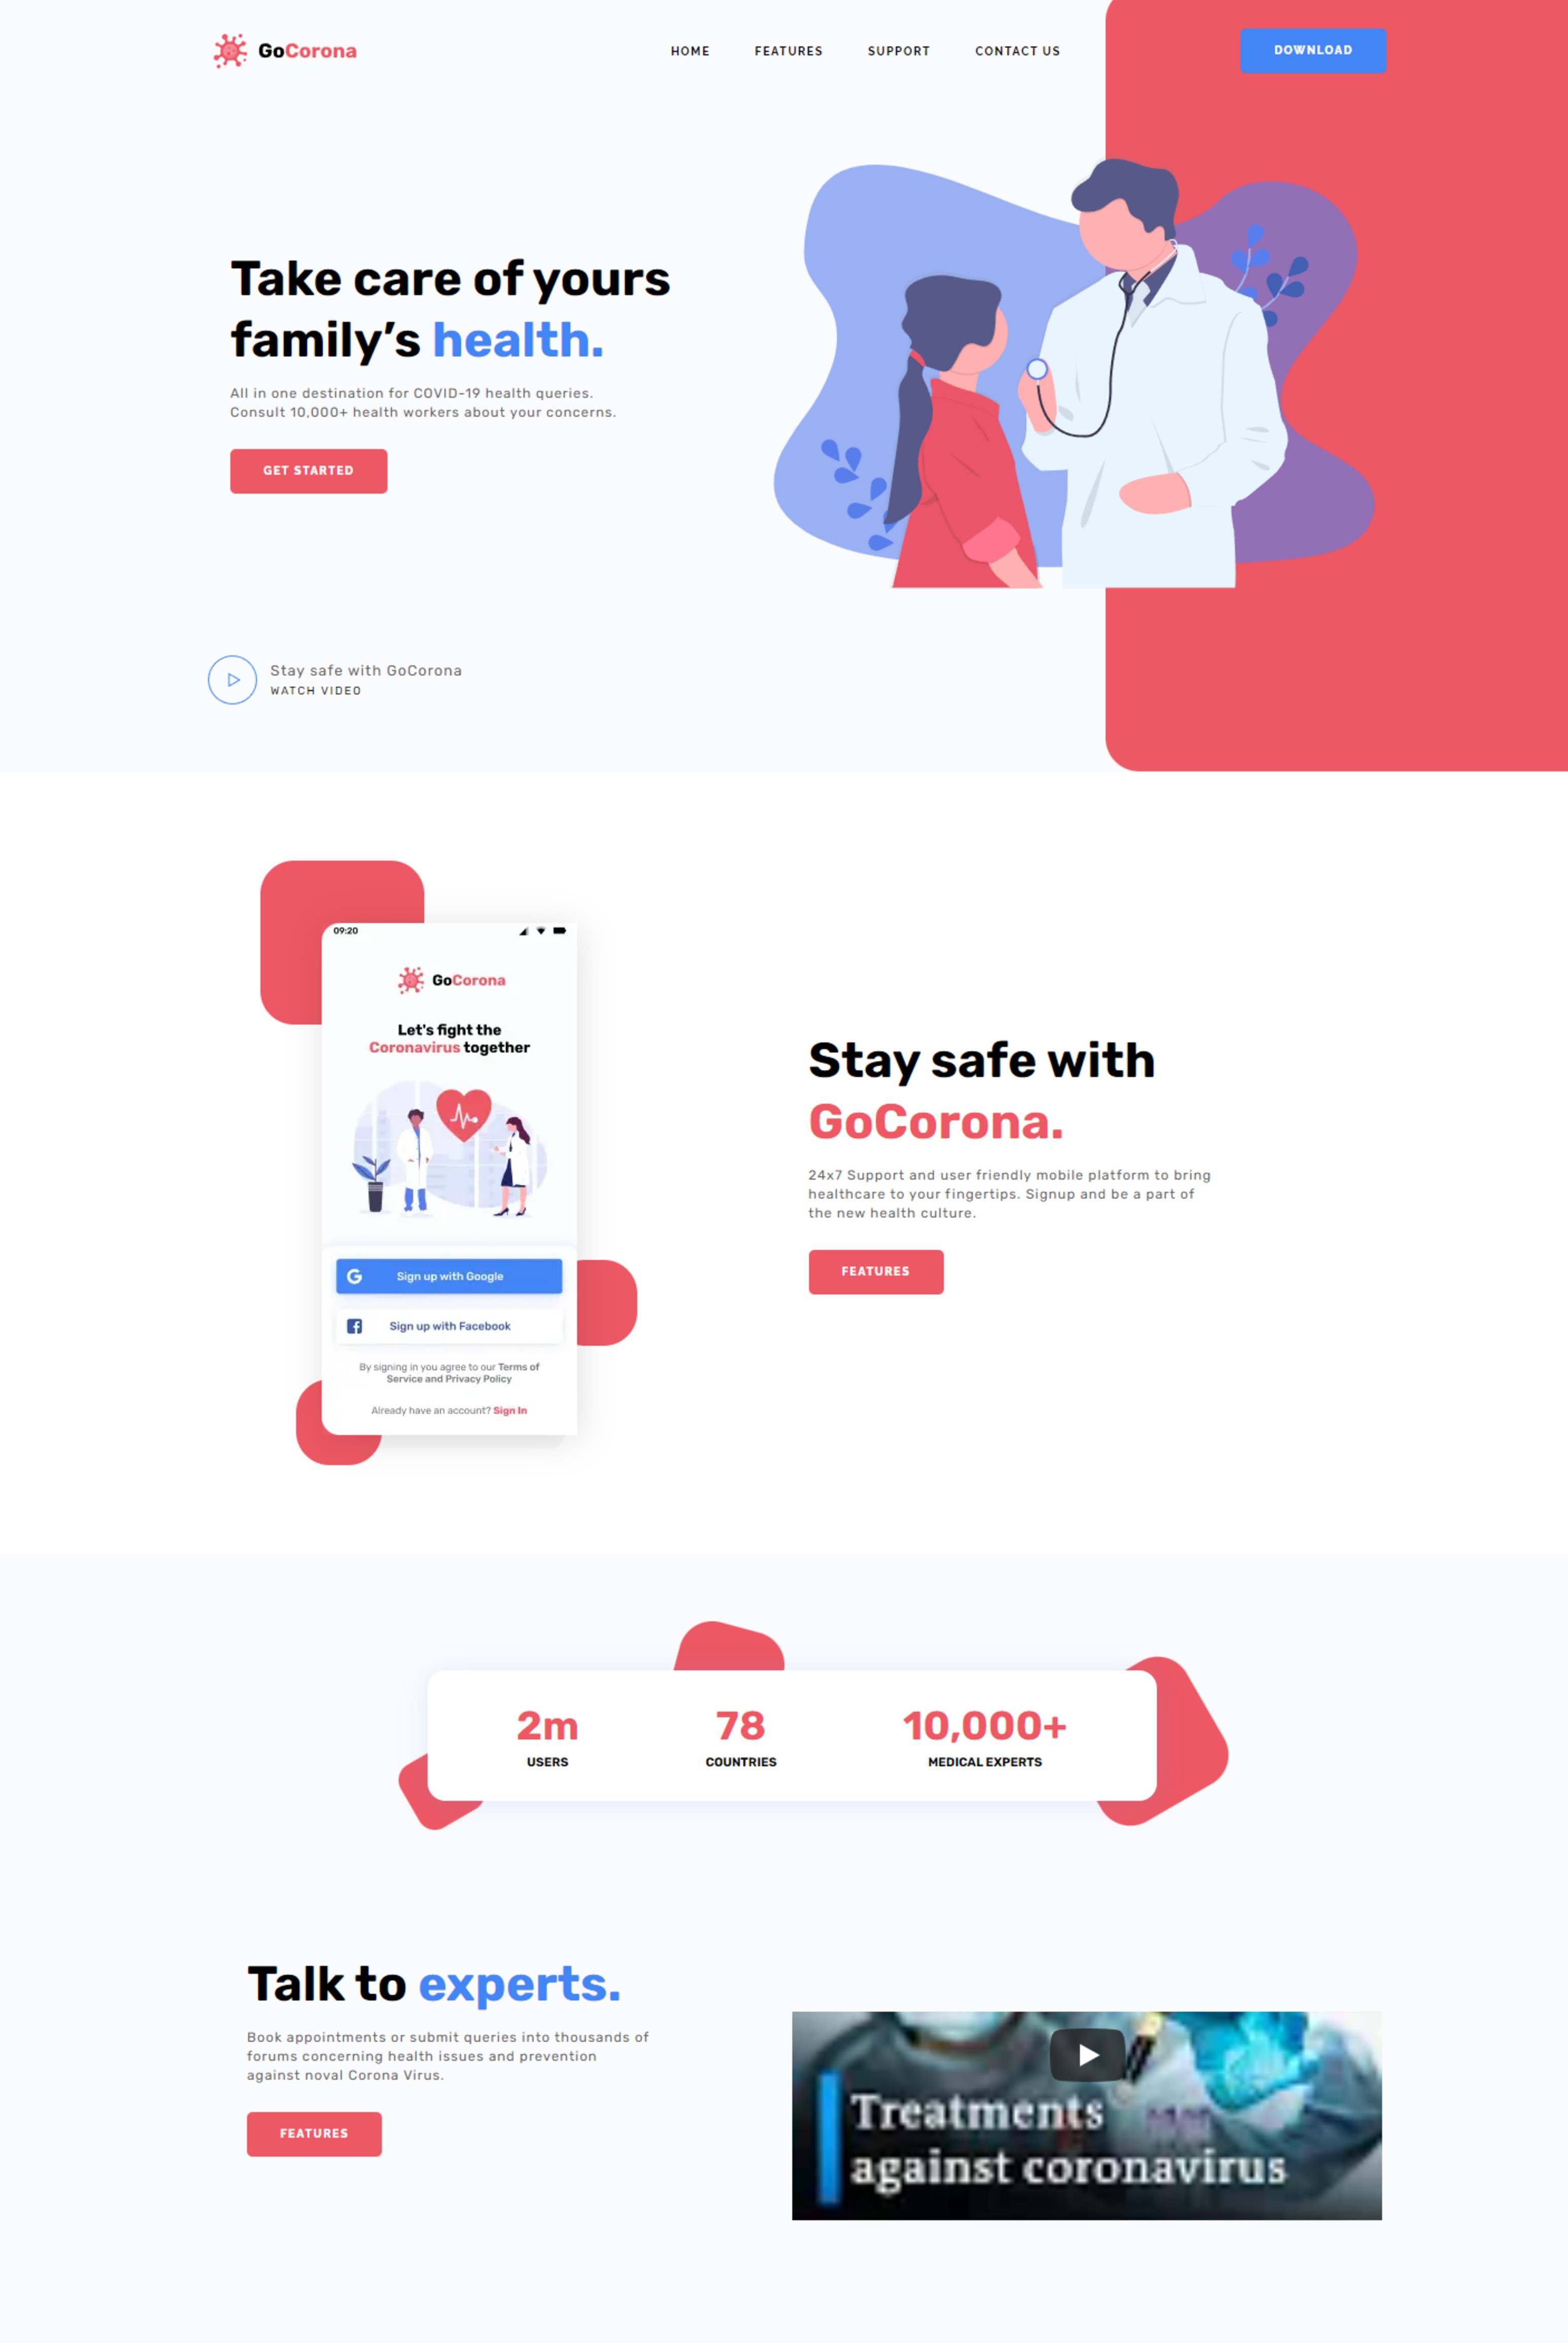 GoCorona
HOME FEATURES SUPPORT CONTACT US DOWNLOAD
Take care of yours
family’s health.
All in one destination for COVID-19 health queries.
Consult 10,000+ health workers about your concerns.
GET STARTED
Stay safe with GoCorona
WATCH VIDEO
09:20
GoCorona
Let's fight the
Coronavirus together
Sign up with Google
Sign up with Facebook
By signing in you agree to our Terms of
Service and Privacy Policy
Already have an account? Sign In
Stay safe with
GoCorona.
24x7 Support and user friendly mobile platform to bring
healthcare to your fingertips. Signup and be a part of
the new health culture.
FEATURES
2m 78 10,000+
USERS COUNTRIES MEDICAL EXPERTS
Talk to experts.
Book appointments or submit queries into thousands of
forums concerning health issues and prevention
against noval Corona Virus.
FEATURES
Treatments
against coronavirus